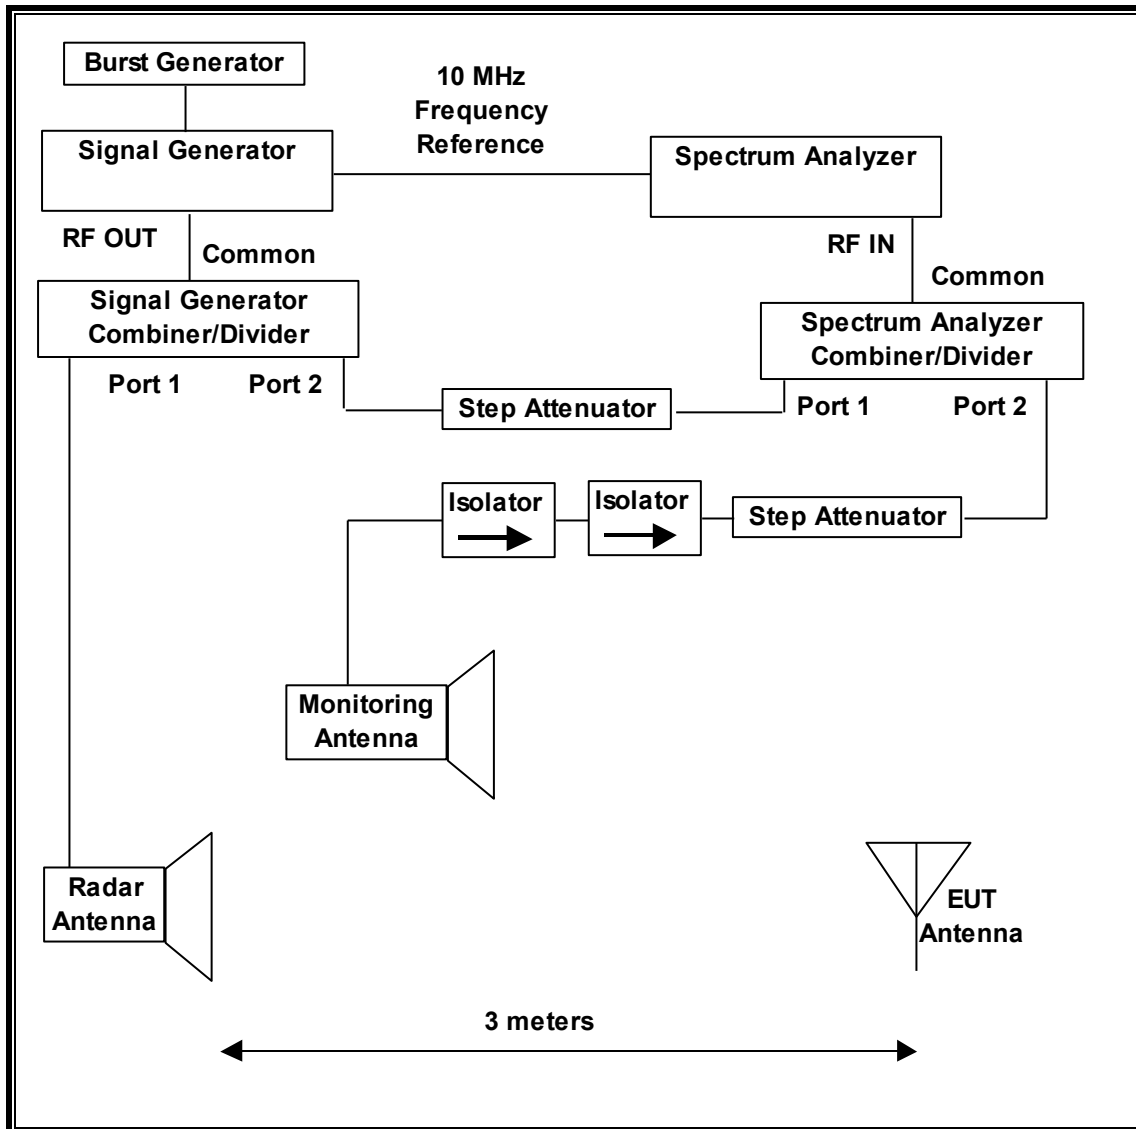 Burst Generator
10 MHz
Frequency
Reference
Signal Generator
Spectrum Analyzer
RF OUT
Common
RF IN
Common
Signal Generator
Combiner/Divider
Spectrum Analyzer
Combiner/Divider
Port 1
Port 2
Step Attenuator
Port 1
Port 2
Isolator
Isolator
Step Attenuator
Monitoring
Antenna
Radar
Antenna
EUT
Antenna
3 meters